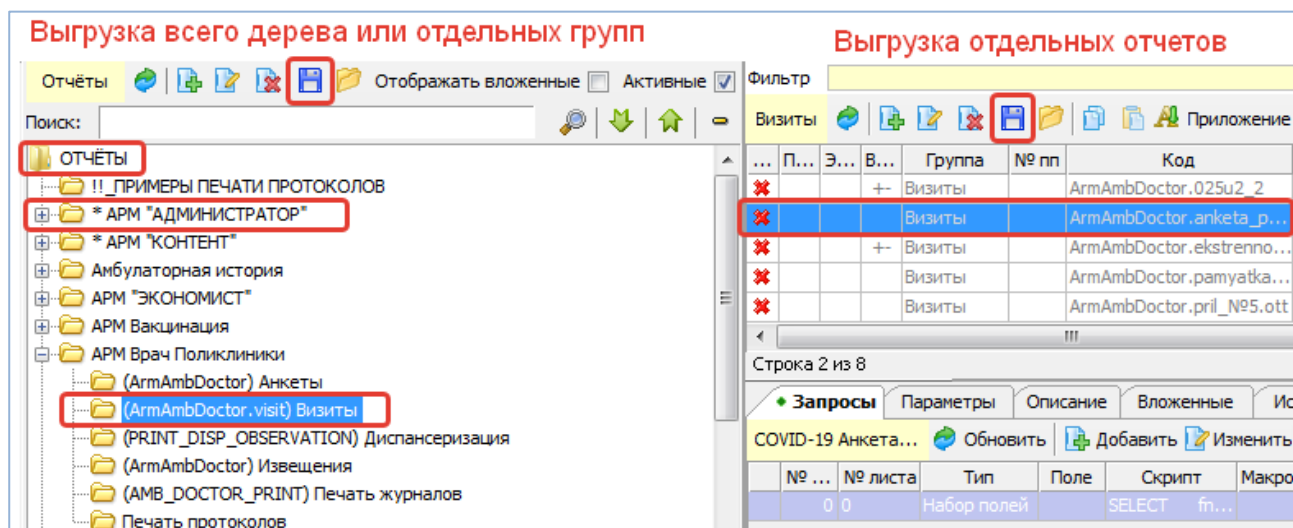 Выгрузка всего дерева или отдельных групп
Отчёты Отображать вложенные Активные
Поиск:
ОТЧЁТЫ
!!_ПРИМЕРЫ ПЕЧАТИ ПРОТОКОЛОВ
* АРМ "АДМИНИСТРАТОР"
* АРМ "КОНТЕНТ"
Амбулаторная история
АРМ "ЭКОНОМИСТ"
АРМ Вакцинация
АРМ Врач Поликлиники
(ArmAmbDoctor) Анкеты
(ArmAmbDoctor.visit) Визиты
(PRINT_DISP_OBSERVATION) Диспансеризация
(ArmAmbDoctor) Извещения
(AMB_DOCTOR_PRINT) Печать журналов
Печать протоколов
Выгрузка отдельных отчетов
Фильтр
Визиты Приложение
... П... Э... В... Группа № пп Код
+- Визиты ArmAmbDoctor.025u2_2
Визиты ArmAmbDoctor.anketa_p...
+- Визиты ArmAmbDoctor.ekstrenno...
Визиты ArmAmbDoctor.pamyatka...
Визиты ArmAmbDoctor.pril_№5.ott
Строка 2 из 8
Запросы Параметры Описание Вложенные Ис
COVID-19 Анкета... Обновить Добавить Изменить
№ ... № листа Тип Поле Скрипт Макро
0 0 Набор полей SELECT fn...